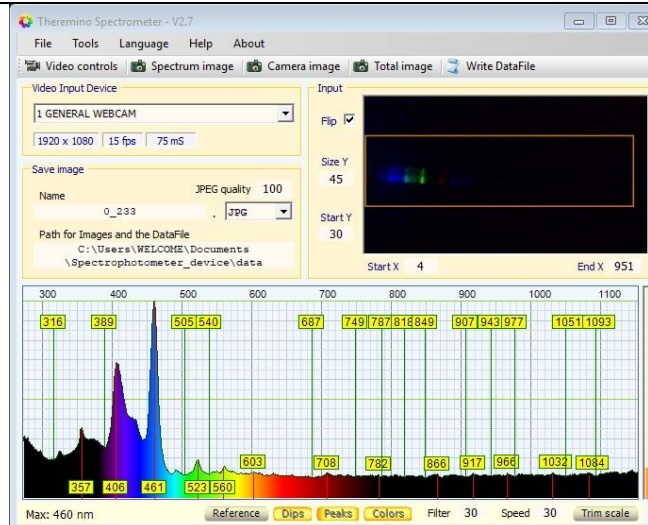 Theremino Spectrometer - V2.7
File Tools Language Help About
Video controls Spectrum image Camera image Total image Write DataFile
Video Input Device
1 GENERAL WEBCAM
1920 x 1080 15 fps 75 mS
Save image
Name JPEG quality 100
0_233 . JPG
Path for Images and the DataFile
C:\Users\WELCOME\Documents
\Spectrophotometer_device\data
Input
Flip
Size Y
45
Start Y
30
Start X 4 End X 951
300 400 500 600 700 800 900 1000 1100
316 389 505 540 687 749 787 818 849 907 943 977 1051 1093
603 708 782 866 917 966 1032 1084
357 406 461 523 560
Max: 460 nm Reference Dips Peaks Colors Filter 30 Speed 30 Trim scale